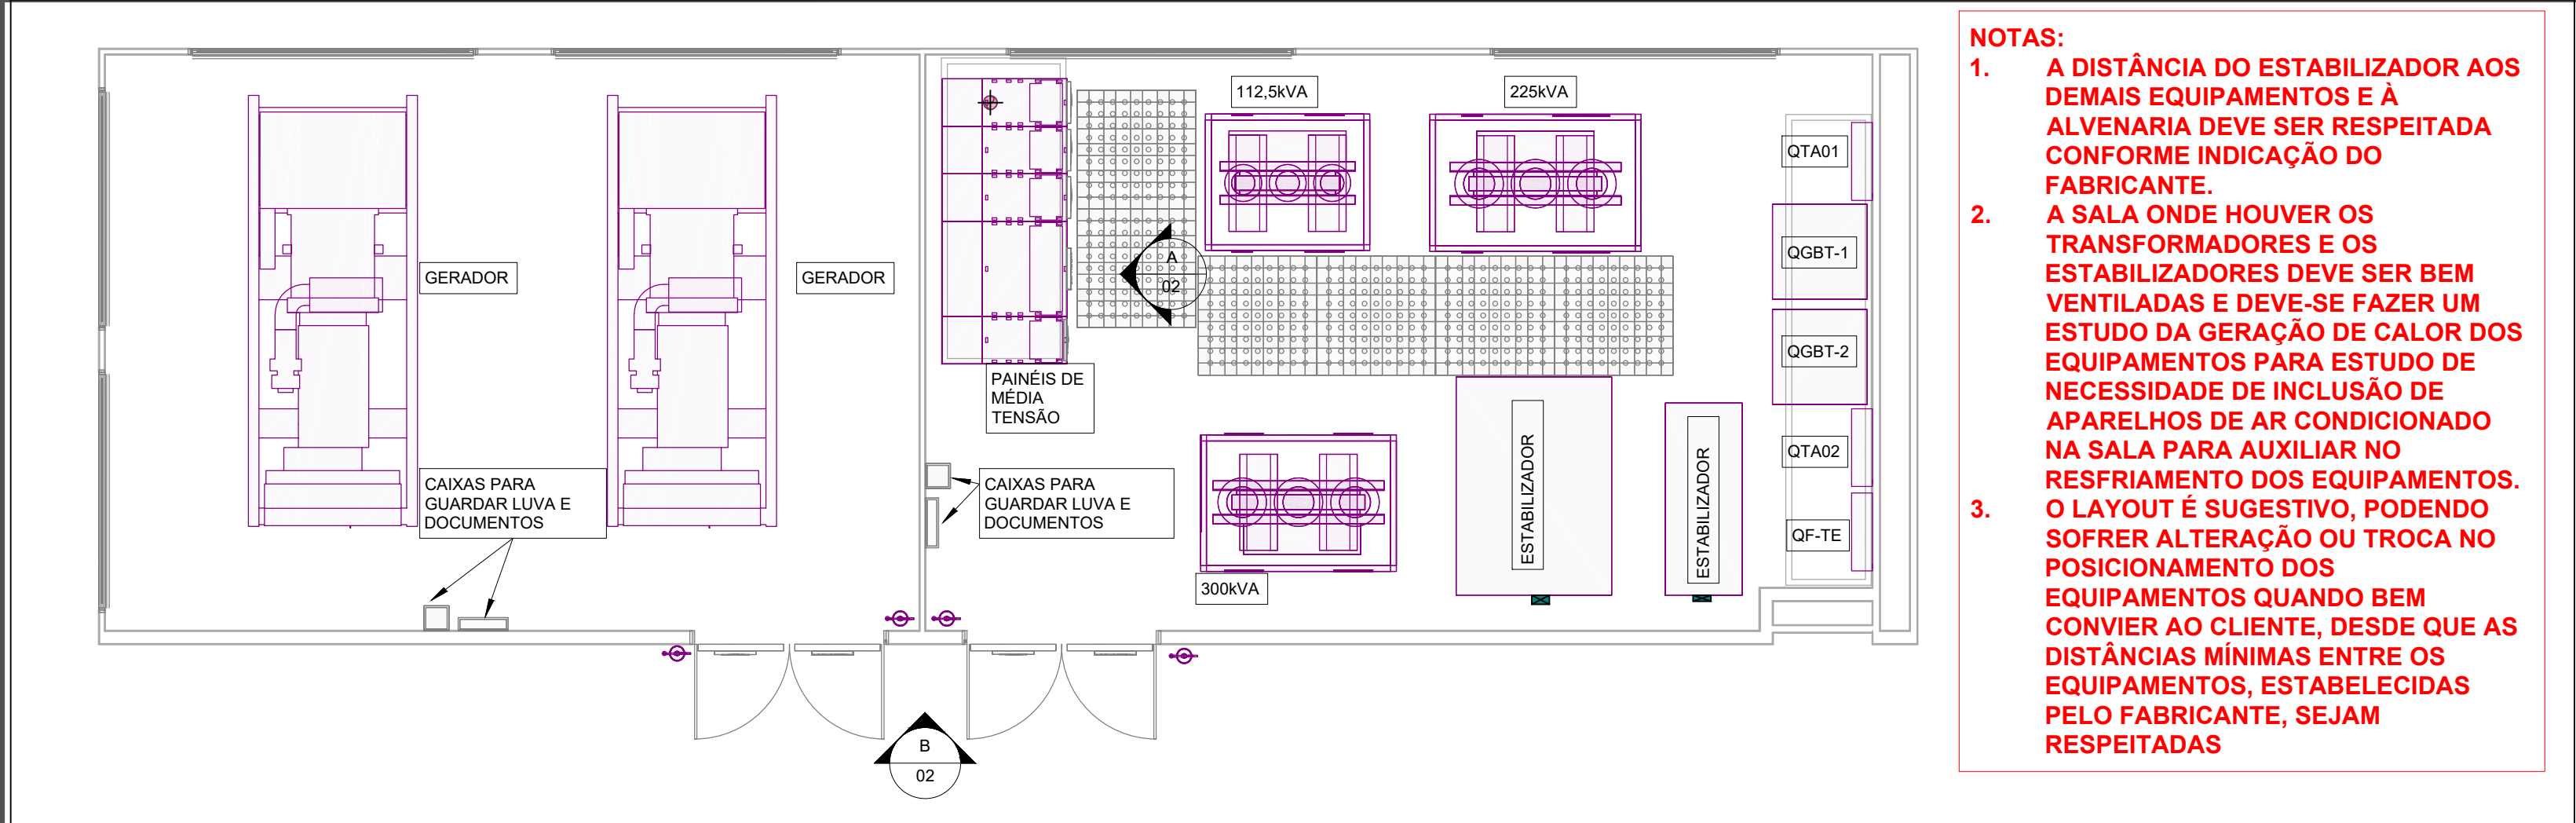 112,5kVA
225kVA
QTA01
QGBT-1
GERADOR
GERADOR
A
02
QGBT-2
PAINÉIS DE
MÉDIA
TENSÃO
QTA02
ESTABILIZADOR
ESTABILIZADOR
CAIXAS PARA
GUARDAR LUVA E
DOCUMENTOS
CAIXAS PARA
GUARDAR LUVA E
DOCUMENTOS
QF-TE
300kVA
B
02
NOTAS:
1. A DISTÂNCIA DO ESTABILIZADOR AOS
DEMAIS EQUIPAMENTOS E À
ALVENARIA DEVE SER RESPEITADA
CONFORME INDICAÇÃO DO
FABRICANTE.
2. A SALA ONDE HOUVER OS
TRANSFORMADORES E OS
ESTABILIZADORES DEVE SER BEM
VENTILADAS E DEVE-SE FAZER UM
ESTUDO DA GERAÇÃO DE CALOR DOS
EQUIPAMENTOS PARA ESTUDO DE
NECESSIDADE DE INCLUSÃO DE
APARELHOS DE AR CONDICIONADO
NA SALA PARA AUXILIAR NO
RESFRIAMENTO DOS EQUIPAMENTOS.
3. O LAYOUT É SUGESTIVO, PODENDO
SOFRER ALTERAÇÃO OU TROCA NO
POSICIONAMENTO DOS
EQUIPAMENTOS QUANDO BEM
CONVIER AO CLIENTE, DESDE QUE AS
DISTÂNCIAS MÍNIMAS ENTRE OS
EQUIPAMENTOS, ESTABELECIDAS
PELO FABRICANTE, SEJAM
RESPEITADAS